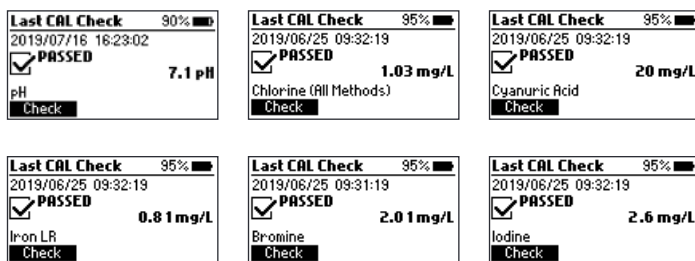 Last CAL Check 90%
2019/07/16 16:23:02
PASSED
7.1 pH
pH
Check
Last CAL Check 95%
2019/06/25 09:32:19
PASSED
1.03 mg/L
Chlorine (All Methods)
Check
Last CAL Check 95%
2019/06/25 09:32:19
PASSED
20 mg/L
Cyanuric Acid
Check
Last CAL Check 95%
2019/06/25 09:32:19
PASSED
0.81 mg/L
Iron LR
Check
Last CAL Check 95%
2019/06/25 09:31:19
PASSED
2.01 mg/L
Bromine
Check
Last CAL Check 95%
2019/06/25 09:32:19
PASSED
2.6 mg/L
Iodine
Check